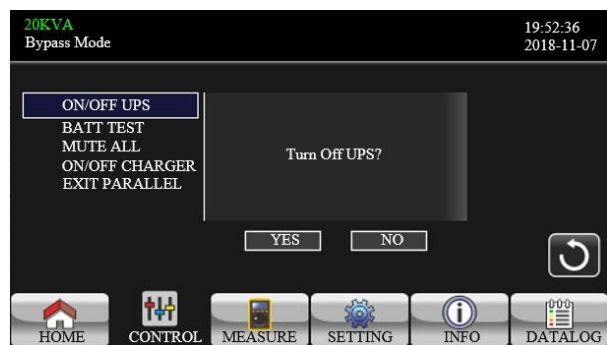 20KVA
Bypass Mode
19:52:36
2018-11-07
ON/OFF UPS
BATT TEST
MUTE ALL
ON/OFF CHARGER
EXIT PARALLEL
Turn Off UPS?
YES NO
HOME CONTROL MEASURE SETTING INFO DATALOG